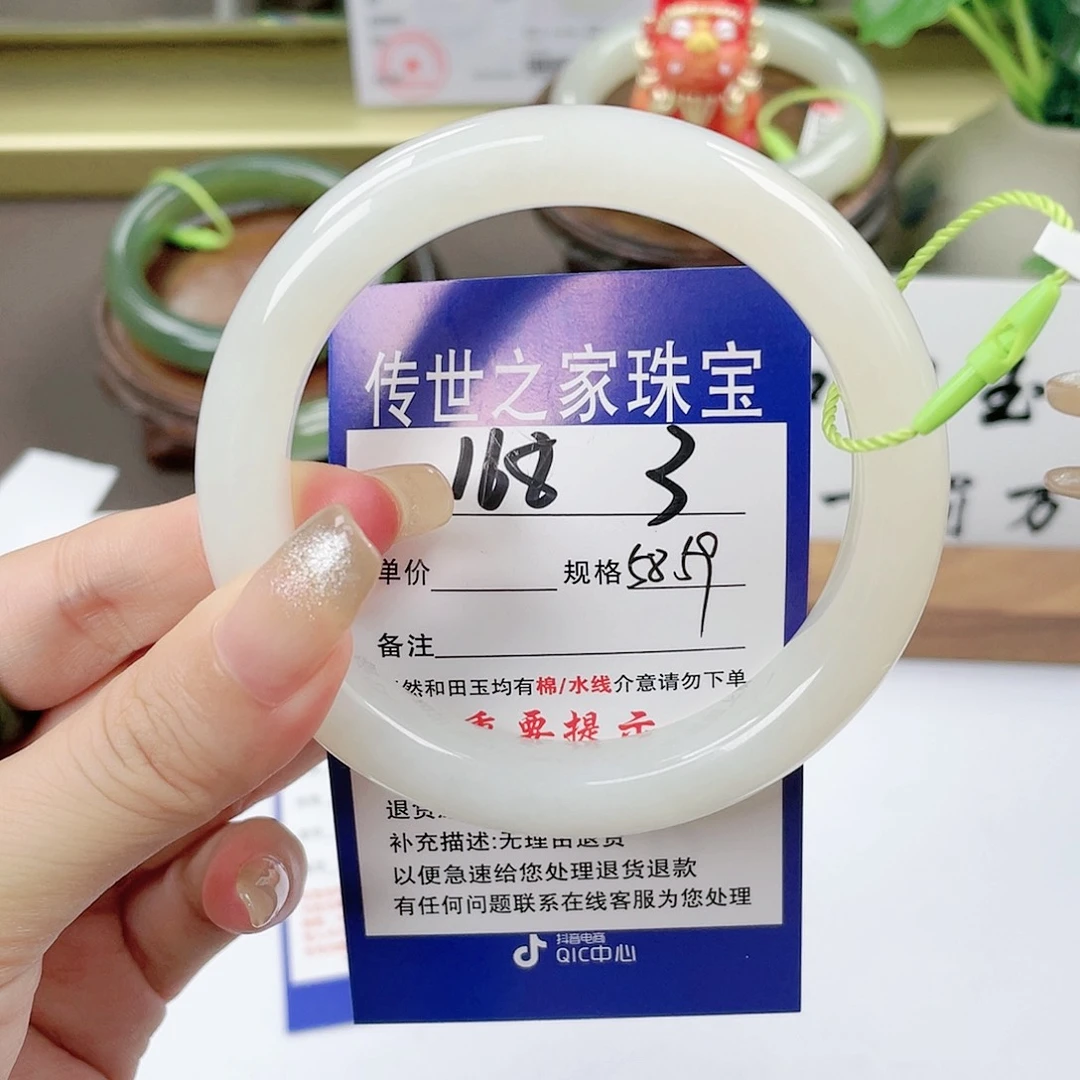 传世之家珠宝
168 3
单价 规格 58.59
备注
然和田玉均有棉/水线介意请勿下单
重要提示
退货
补充描述:无理由退货
以便急速给您处理退货退款
有任何问题联系在线客服为您处理
抖音电商
QIC中心
玉
万